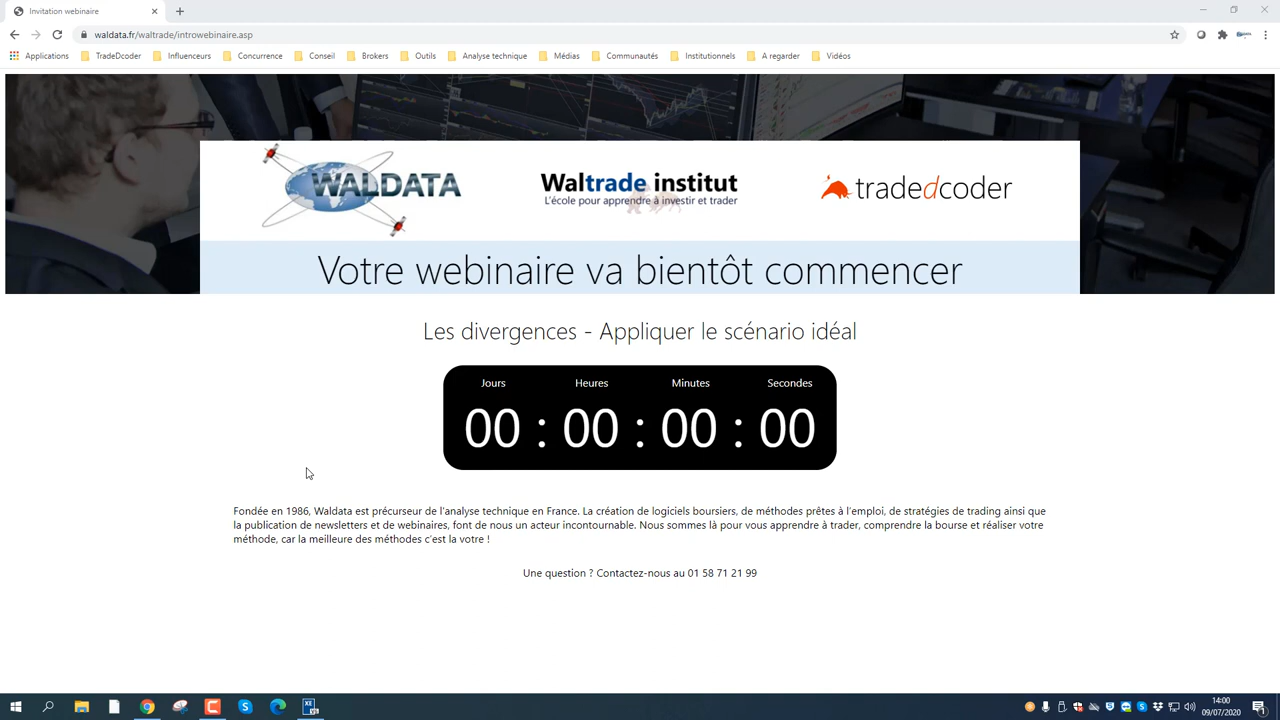 Invitation webinaire
waldata.fr/waltrade/introwebinaire.asp
Applications TradeDcoder Influenceurs Concurrence Conseil Brokers Outils Analyse technique Médias Communautés Institutionnels A regarder Vidéos
WALDATA
Waltrade institut
L'école pour apprendre à investir et trader
tradedcoder
Votre webinaire va bientôt commencer
Les divergences - Appliquer le scénario idéal
Jours Heures Minutes Secondes
00 : 00 : 00 : 00
Fondée en 1986, Waldata est précurseur de l'analyse technique en France. La création de logiciels boursiers, de méthodes prêtes à l'emploi, de stratégies de trading ainsi que
la publication de newsletters et de webinaires, font de nous un acteur incontournable. Nous sommes là pour vous apprendre à trader, comprendre la bourse et réaliser votre
méthode, car la meilleure des méthodes c'est la votre !
Une question ? Contactez-nous au 01 58 71 21 99
14:00
09/07/2020